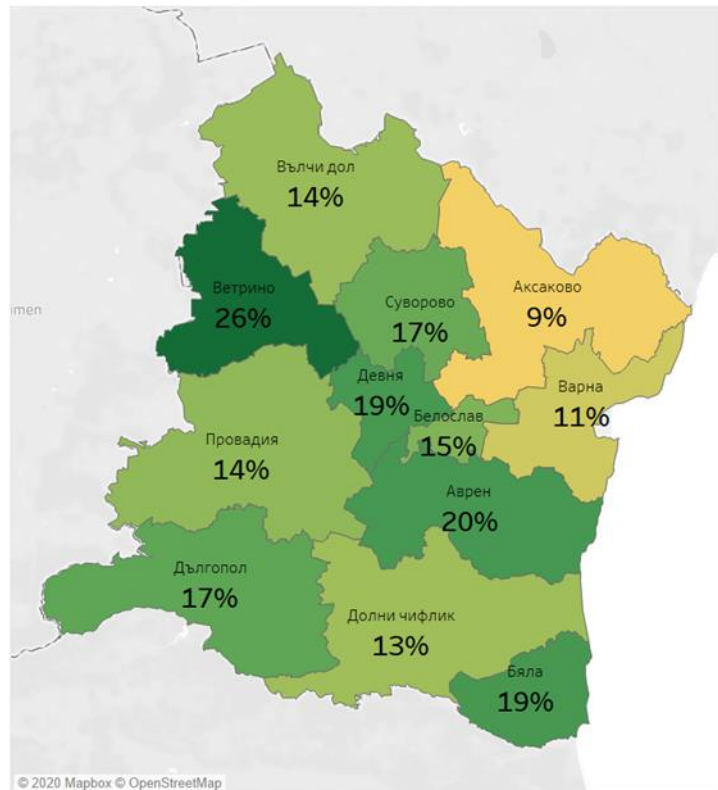 Вълчи дол
14%
Ветрино
26%
Суворово
17%
Аксаково
9%
men
Девня
19%
Белослав
15%
Варна
11%
Провадия
14%
Аврен
20%
Дългопол
17%
Долни чифлик
13%
Бяла
19%
© 2020 Mapbox © OpenStreetMap